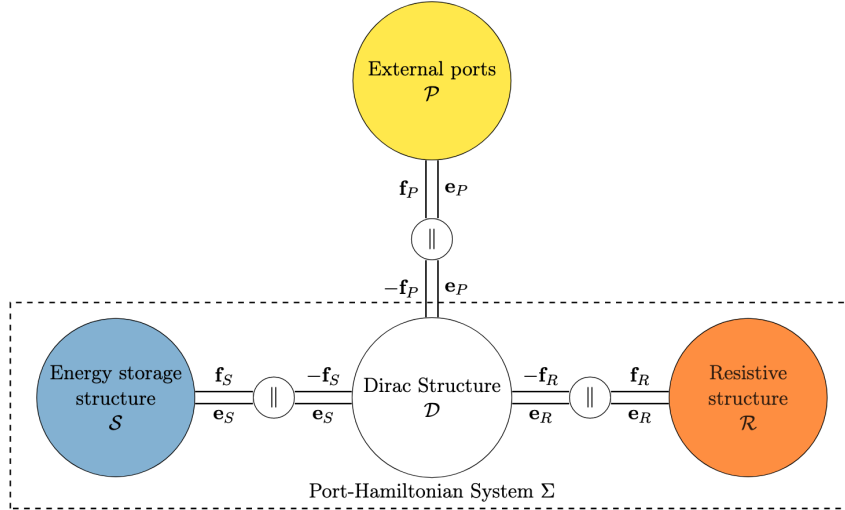 External ports
𝒫
𝐟_P 𝐞_P
||
−𝐟_P 𝐞_P
Energy storage
structure
𝒮
𝐟_S
𝐞_S
||
−𝐟_S
𝐞_S
Dirac Structure
𝒟
−𝐟_R
𝐞_R
||
𝐟_R
𝐞_R
Resistive
structure
ℛ
Port-Hamiltonian System Σ